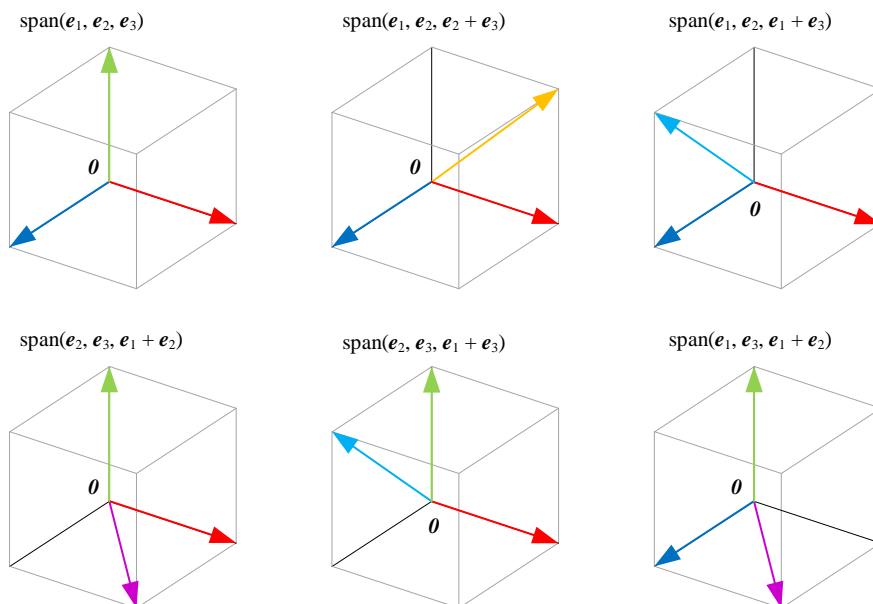 span(e₁, e₂, e₃)
span(e₁, e₂, e₂ + e₃)
span(e₁, e₂, e₁ + e₃)
0
0
0
span(e₂, e₃, e₁ + e₂)
span(e₂, e₃, e₁ + e₃)
span(e₁, e₃, e₁ + e₂)
0
0
0